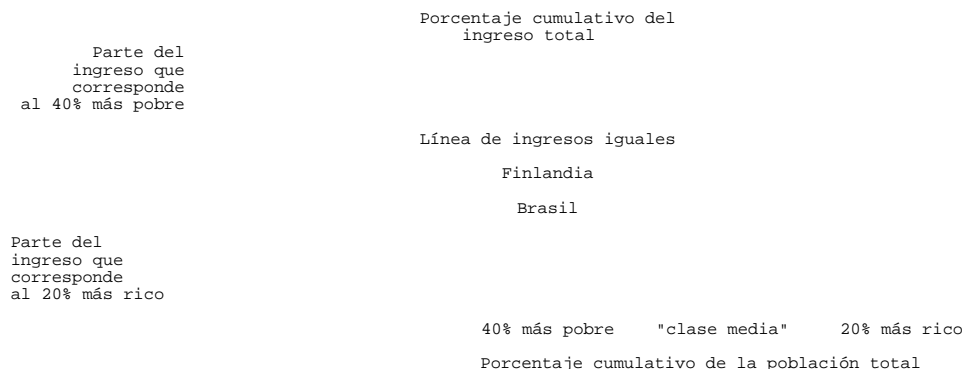 Porcentaje cumulativo del
ingreso total
Parte del
ingreso que
corresponde
al 40% más pobre
Línea de ingresos iguales
Finlandia
Brasil
Parte del
ingreso que
corresponde
al 20% más rico
40% más pobre "clase media" 20% más rico
Porcentaje cumulativo de la población total